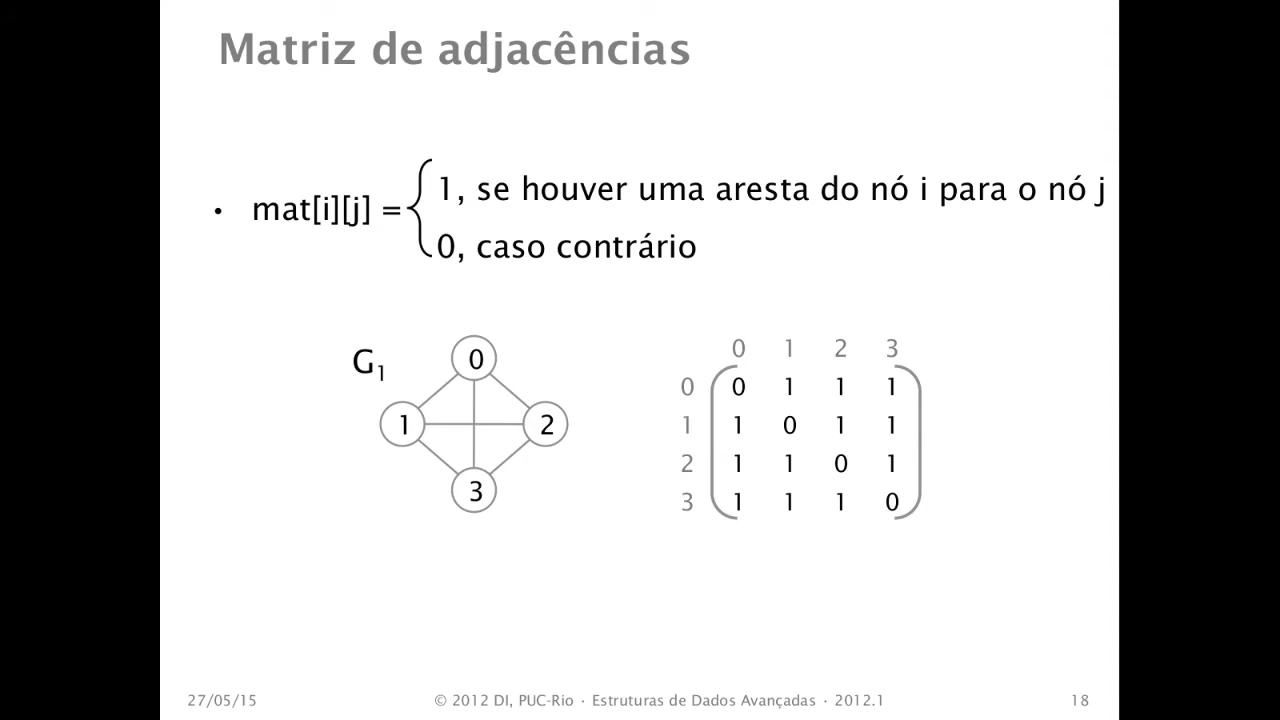 Matriz de adjacências
1, se houver uma aresta do nó i para o nó j
• mat[i][j] =
0, caso contrário
G1
0
1 2
3
0 1 2 3
0 0 1 1 1
1 1 0 1 1
2 1 1 0 1
3 1 1 1 0
27/05/15 © 2012 DI, PUC-Rio · Estruturas de Dados Avançadas · 2012.1 18